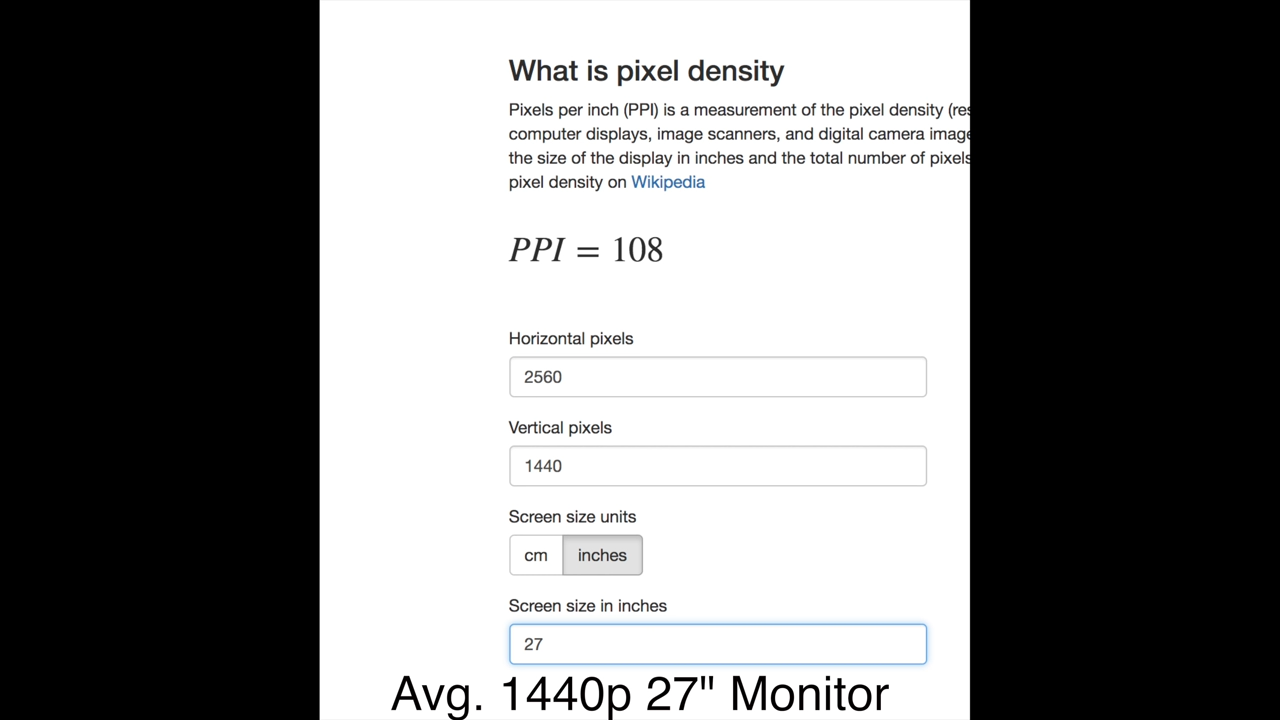 What is pixel density
Pixels per inch (PPI) is a measurement of the pixel density (res
computer displays, image scanners, and digital camera image
the size of the display in inches and the total number of pixels
pixel density on Wikipedia
PPI = 108
Horizontal pixels
2560
Vertical pixels
1440
Screen size units
cm inches
Screen size in inches
27
Avg. 1440p 27" Monitor